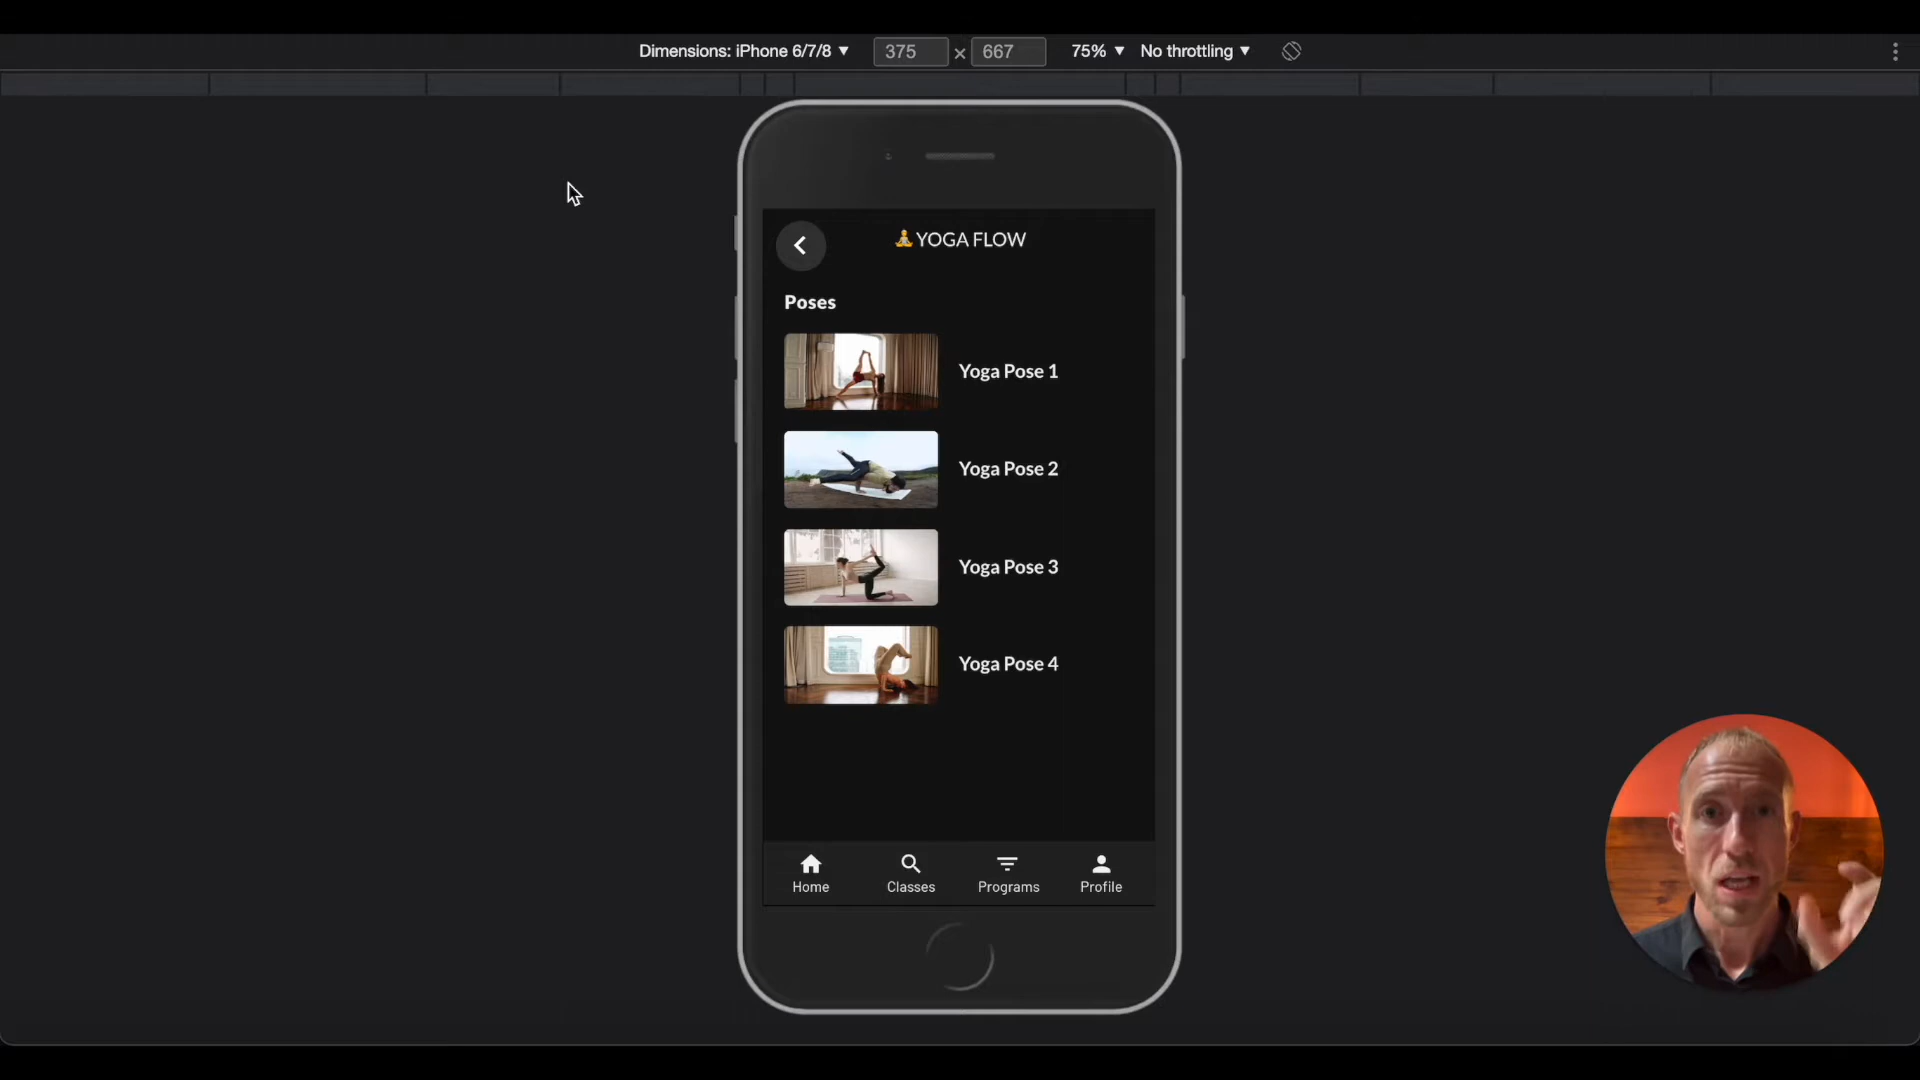 Dimensions: iPhone 6/7/8 ▼ 375 × 667 75% ▼ No throttling ▼
🧘YOGA FLOW
Poses
Yoga Pose 1
Yoga Pose 2
Yoga Pose 3
Yoga Pose 4
Home Classes Programs Profile